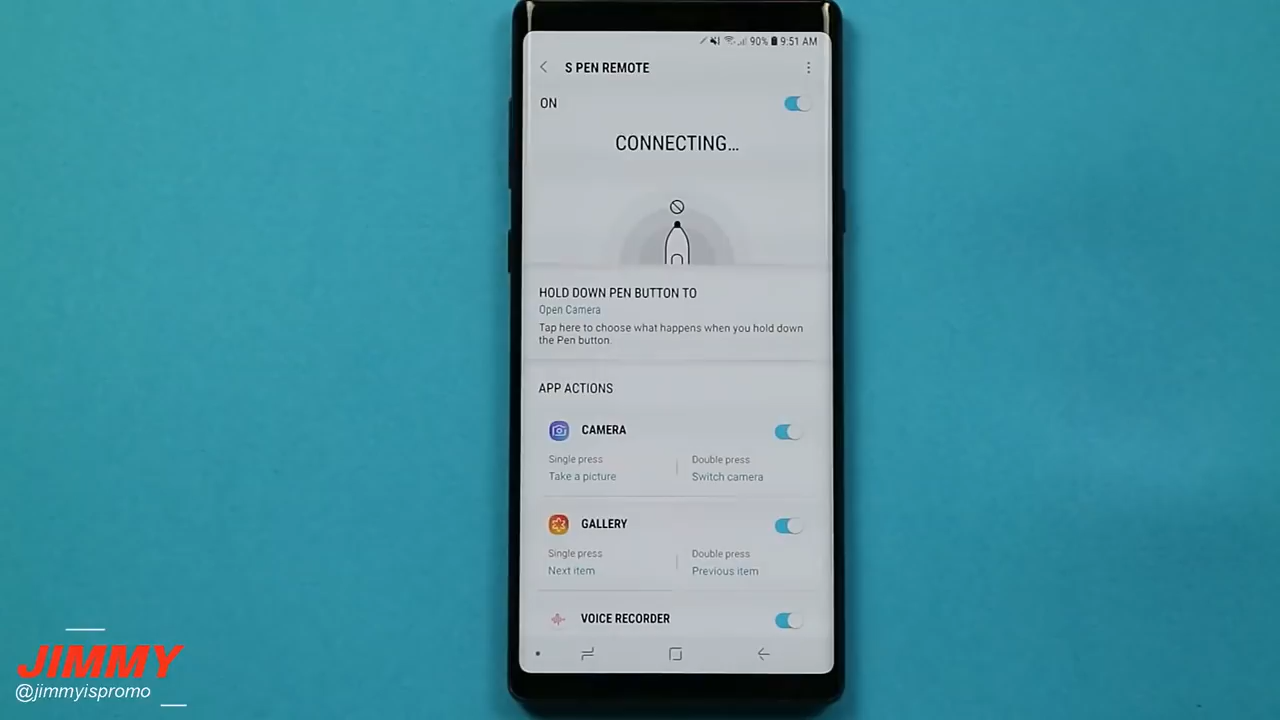 90% 9:51 AM
S PEN REMOTE
ON
CONNECTING...
HOLD DOWN PEN BUTTON TO
Open Camera
Tap here to choose what happens when you hold down
the Pen button.
APP ACTIONS
CAMERA
Single press Double press
Take a picture Switch camera
GALLERY
Single press Double press
Next item Previous item
VOICE RECORDER
JIMMY
@jimmyispromo